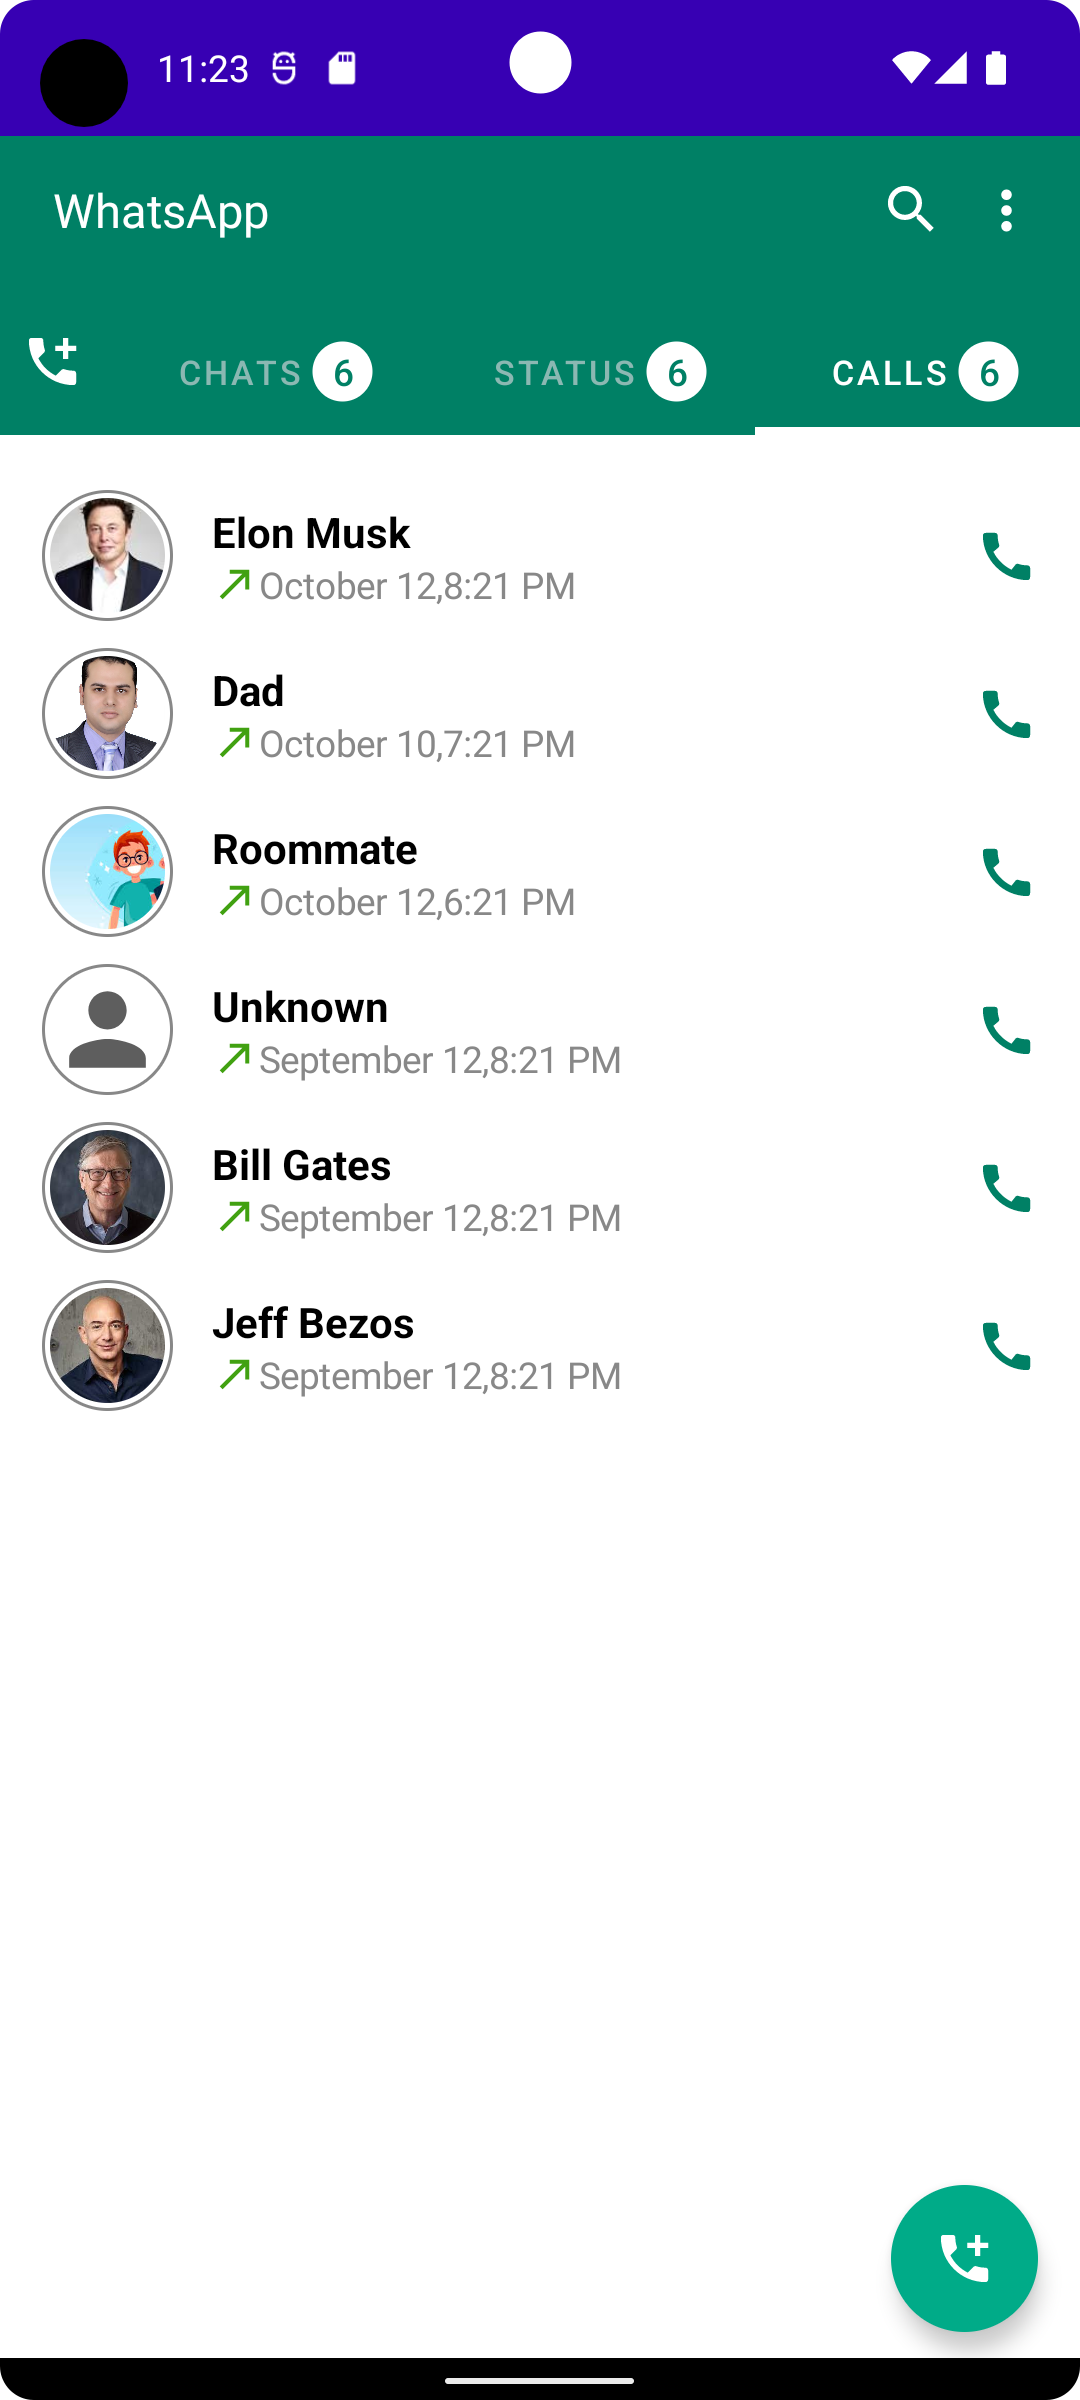 11:23
WhatsApp
CHATS 6 STATUS 6 CALLS 6
Elon Musk
October 12,8:21 PM
Dad
October 10,7:21 PM
Roommate
October 12,6:21 PM
Unknown
September 12,8:21 PM
Bill Gates
September 12,8:21 PM
Jeff Bezos
September 12,8:21 PM